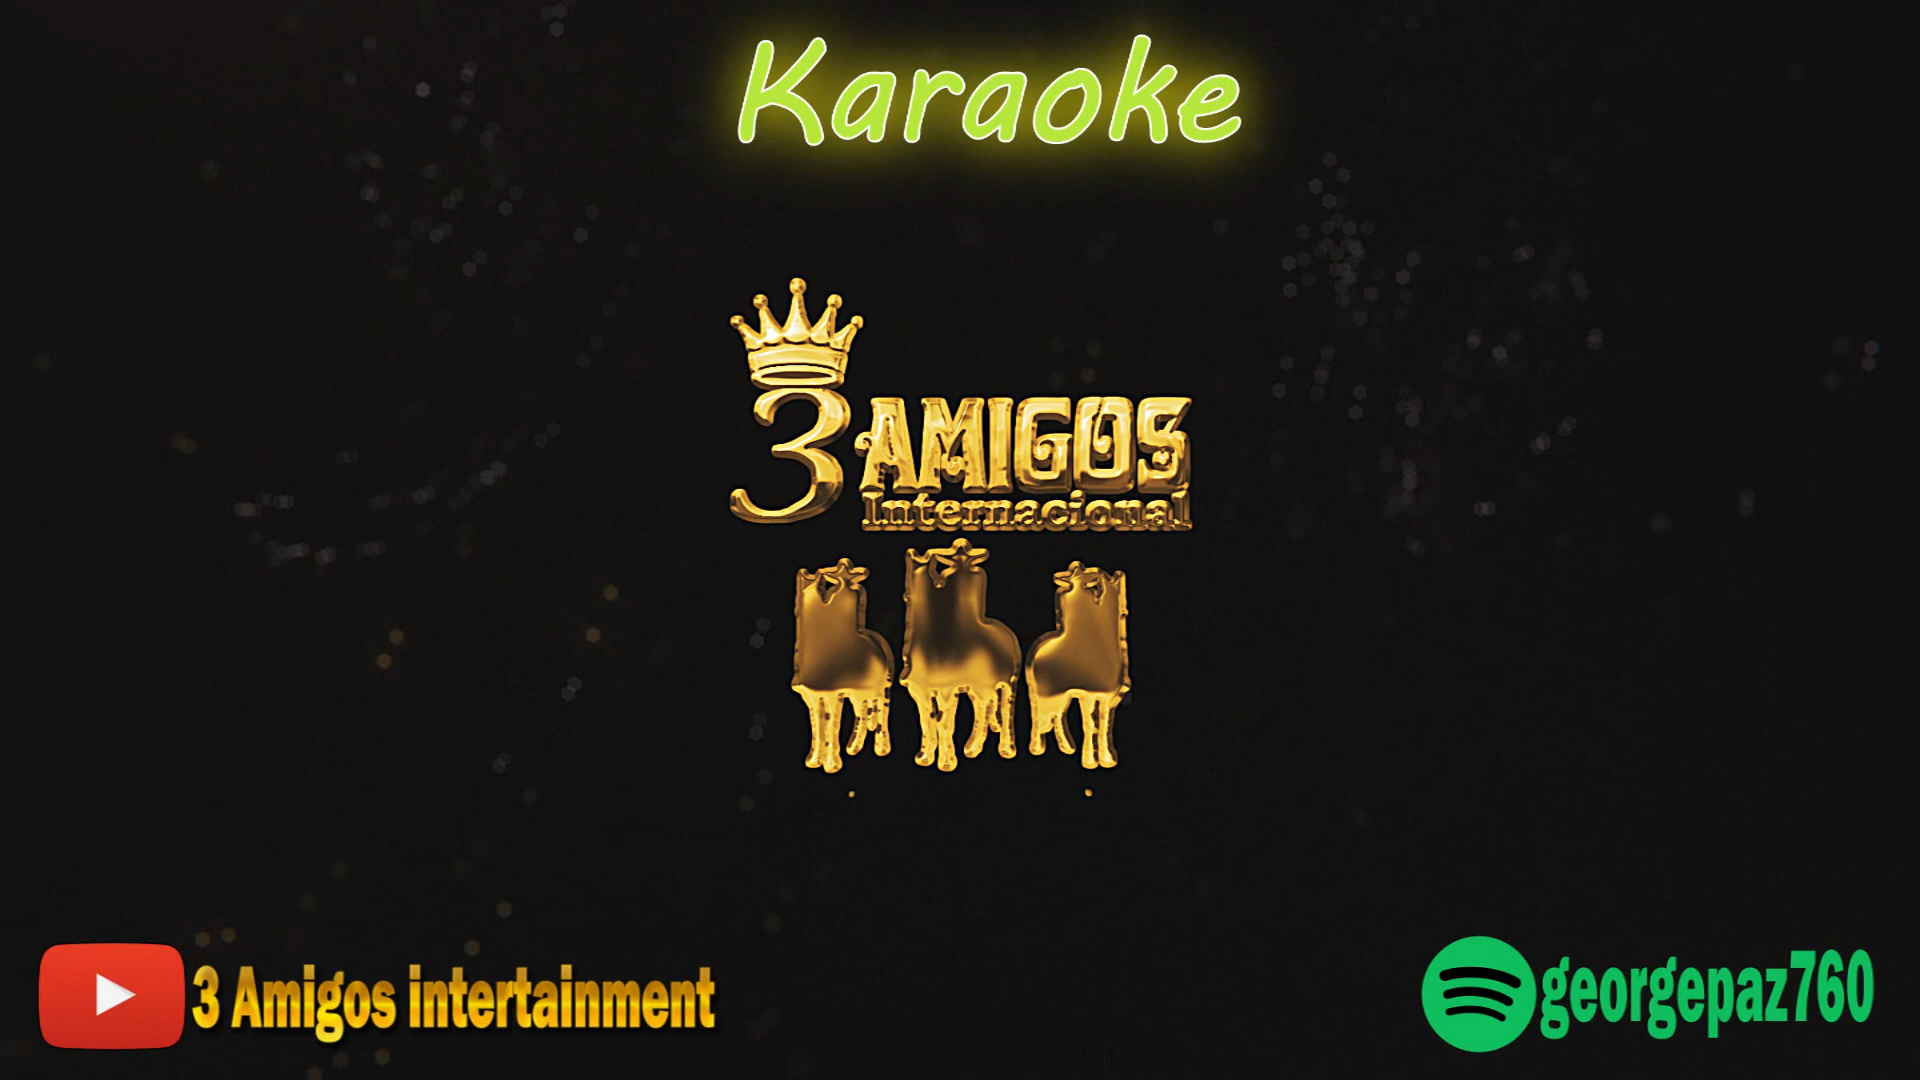 Karaoke
3 AMIGOS
Internacional
3 Amigos intertainment
georgepaz760